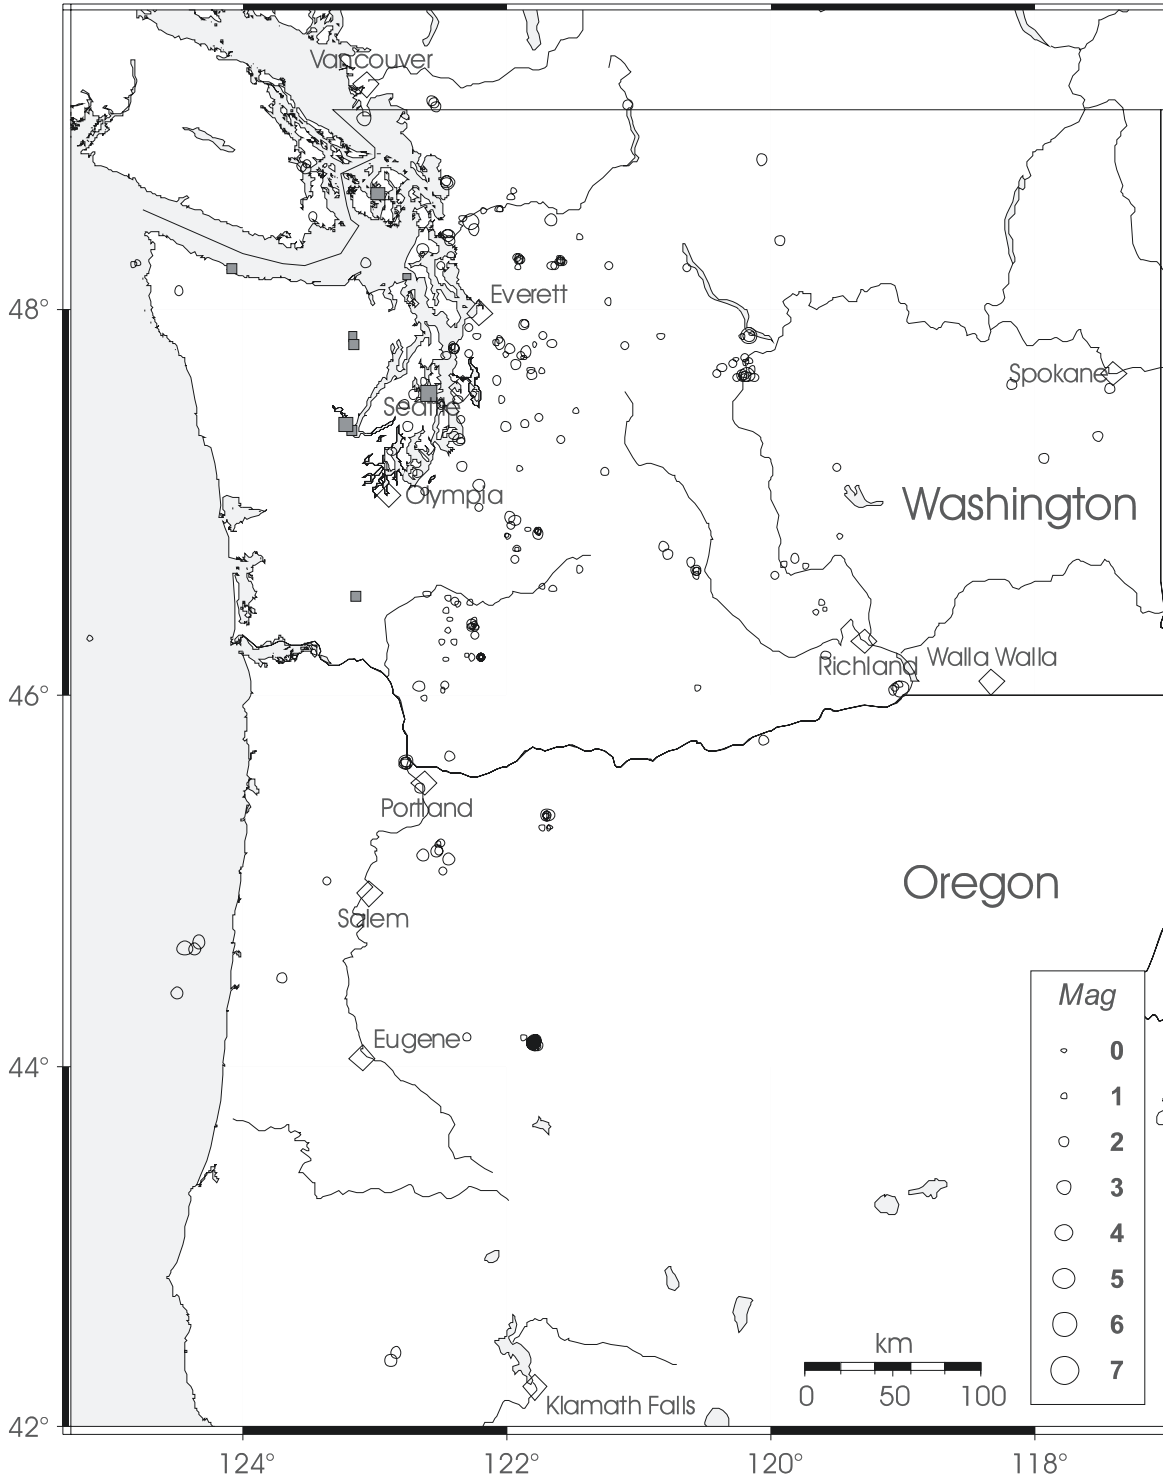 Vancouver
Everett
48°
Spokane
Seattle
Olympia
Washington
Richland
Walla Walla
46°
Portland
Oregon
Salem
Mag
Eugene
0
44°
1
2
3
4
5
6
km
7
0 50 100
Klamath Falls
42°
124° 122° 120° 118°